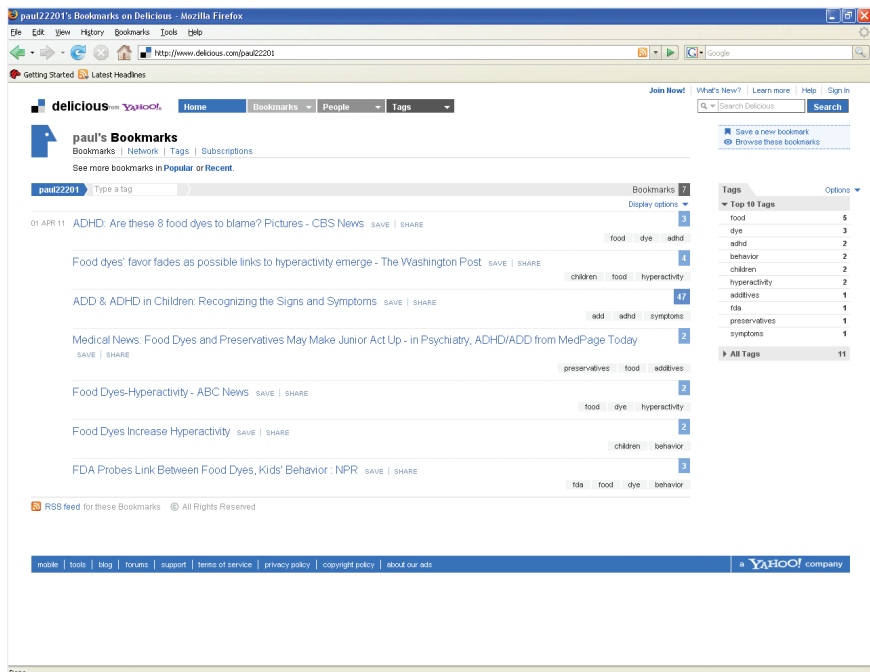 paul22201's Bookmarks on Delicious - Mozilla Firefox
File Edit View History Bookmarks Tools Help
http://www.delicious.com/paul22201 Google
Getting Started Latest Headlines
Join Now! What's New? | Learn more | Help | Sign In
delicious from YAHOO! Home Bookmarks People Tags Search Delicious Search
paul's Bookmarks
Bookmarks | Network | Tags | Subscriptions
See more bookmarks in Popular or Recent.
Save a new bookmark
Browse these bookmarks
paul22201 Type a tag Bookmarks 7
Display options
01 APR 11 ADHD: Are these 8 food dyes to blame? Pictures - CBS News SAVE | SHARE 3
food dye adhd
Food dyes' favor fades as possible links to hyperactivity emerge - The Washington Post SAVE | SHARE 4
children food hyperactivity
ADD & ADHD in Children: Recognizing the Signs and Symptoms SAVE | SHARE 47
add adhd symptoms
Medical News: Food Dyes and Preservatives May Make Junior Act Up - in Psychiatry, ADHD/ADD from MedPage Today 2
SAVE | SHARE
preservatives food additives
Food Dyes-Hyperactivity - ABC News SAVE | SHARE 2
food dye hyperactivity
Food Dyes Increase Hyperactivity SAVE | SHARE 2
children behavior
FDA Probes Link Between Food Dyes, Kids' Behavior : NPR SAVE | SHARE 3
fda food dye behavior
RSS feed for these Bookmarks © All Rights Reserved
Tags Options
Top 10 Tags
food 5
dye 3
adhd 2
behavior 2
children 2
hyperactivity 2
additives 1
fda 1
preservatives 1
symptoms 1
All Tags 11
mobile | tools | blog | forums | support | terms of service | privacy policy | copyright policy | about our ads a YAHOO! company